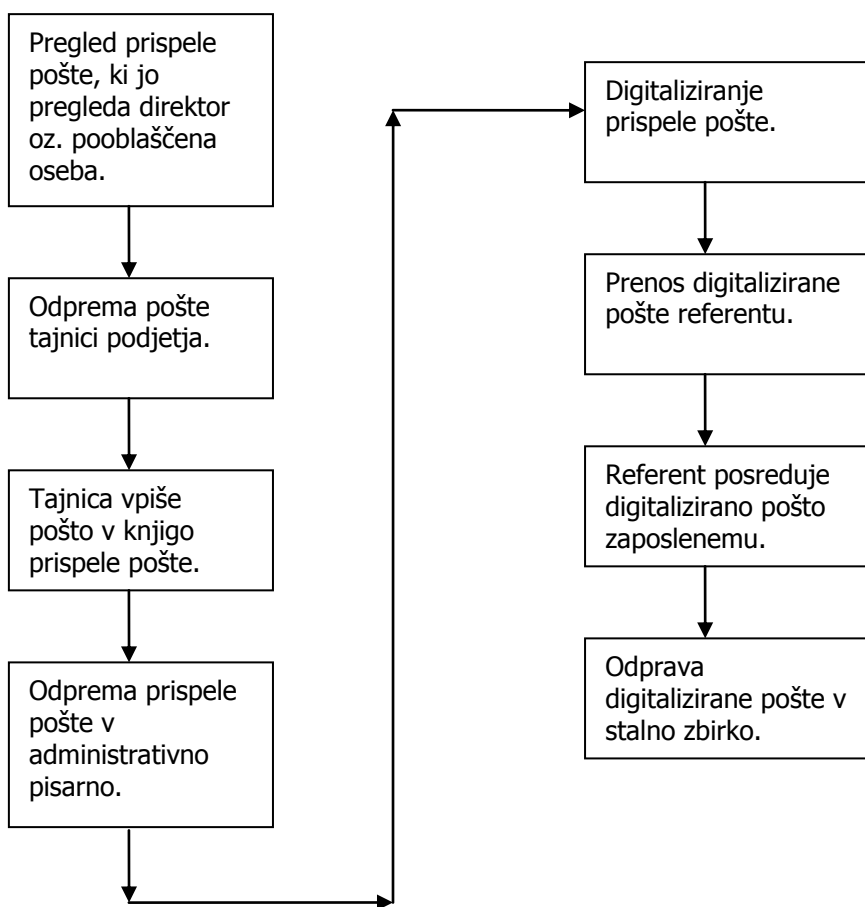 Pregled prispele
pošte, ki jo
pregleda direktor
oz. pooblaščena
oseba.
Odprema pošte
tajnici podjetja.
Tajnica vpiše
pošto v knjigo
prispele pošte.
Odprema prispele
pošte v
administrativno
pisarno.
Digitaliziranje
prispele pošte.
Prenos digitalizirane
pošte referentu.
Referent posreduje
digitalizirano pošto
zaposlenemu.
Odprava
digitalizirane pošte v
stalno zbirko.